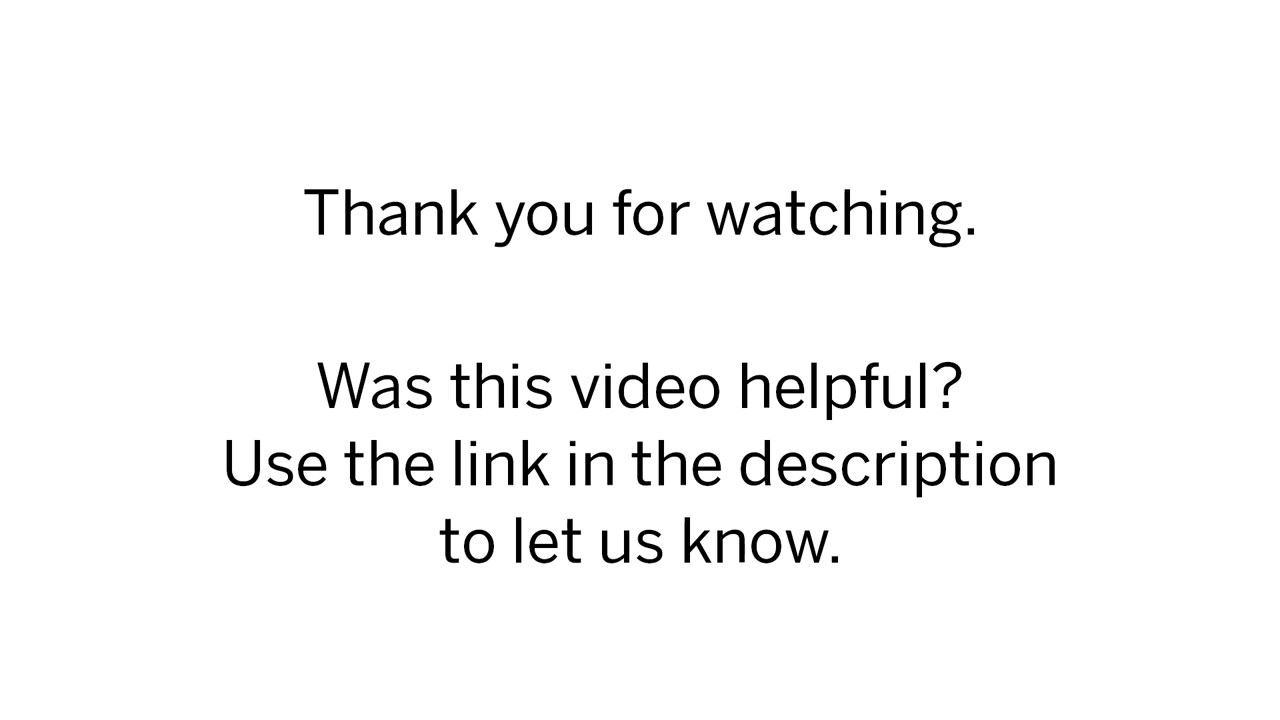 Thank you for watching.
Was this video helpful?
Use the link in the description
to let us know.